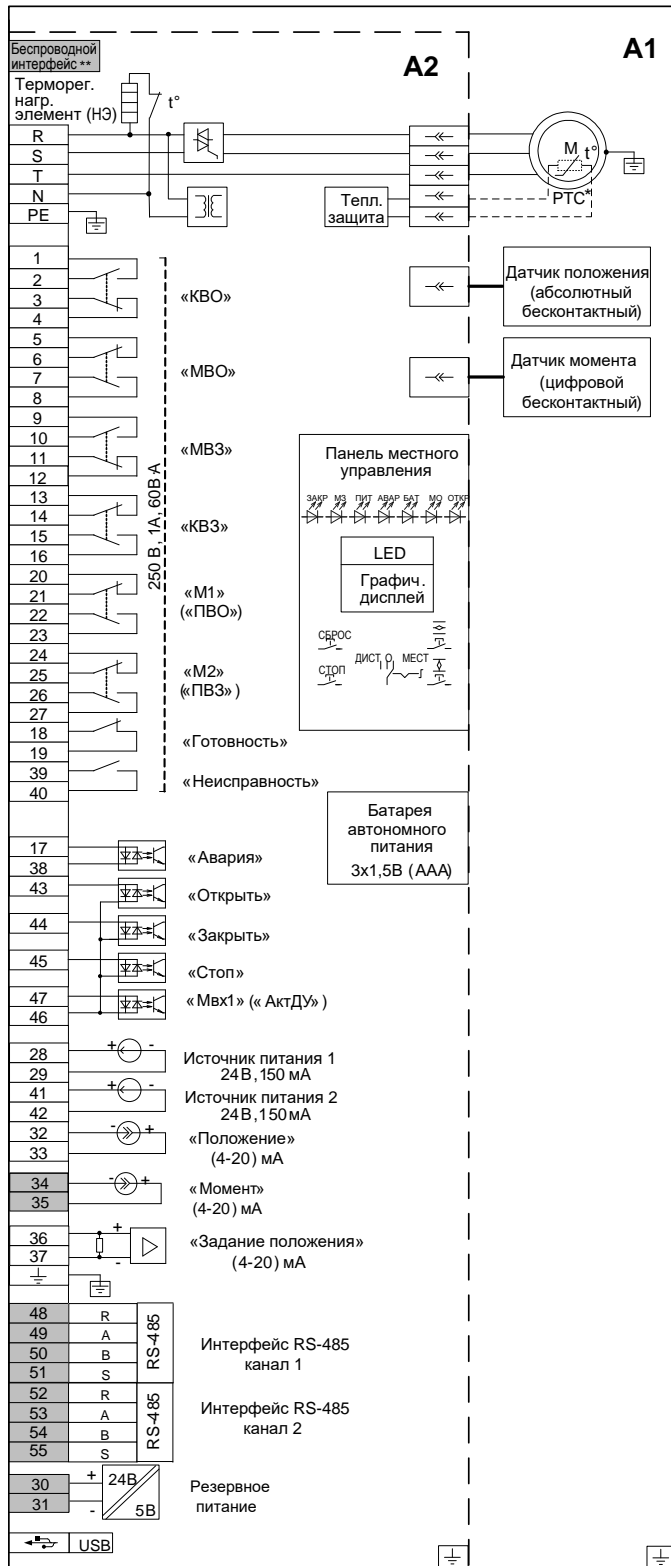 A1
A2
Беспроводной
интерфейс **
Терморег.
нагр.
элемент (НЭ)
t°
R
S
T
N
PE
Тепл.
защита
M
t°
PTC*
1
2
3
4
«КВО»
5
6
7
8
«МВО»
9
10
11
12
«МВЗ»
13
14
15
16
«КВЗ»
20
21
22
23
«М1»
(«ПВО»)
24
25
26
27
«М2»
(«ПВЗ»)
18
19
«Готовность»
39
40
«Неисправность»
250 В, 1А, 60В·А
Датчик положения
(абсолютный
бесконтактный)
Датчик момента
(цифровой
бесконтактный)
Панель местного
управления
ЗАКР МЗ ПИТ АВАР БАТ МО ОТКР
LED
Графич.
дисплей
СБРОС
СТОП
ДИСТ О МЕСТ
Батарея
автономного
питания
3x1,5В (ААА)
17
38
«Авария»
43
«Открыть»
44
«Закрыть»
45
«Стоп»
47
46
«Мвх1» (« АктДУ» )
28
29
+ -
Источник питания 1
24В,150 мА
41
42
+ -
Источник питания 2
24В,150мА
32
33
- +
«Положение»
(4-20) мА
34
35
- +
«Момент»
(4-20) мА
36
37
+
-
«Задание положения»
(4-20) мА
48 R
49 A
50 B
51 S
RS-485
Интерфейс RS-485
канал 1
52 R
53 A
54 B
55 S
RS-485
Интерфейс RS-485
канал 2
30 +
31 -
24В
5В
Резервное
питание
USB